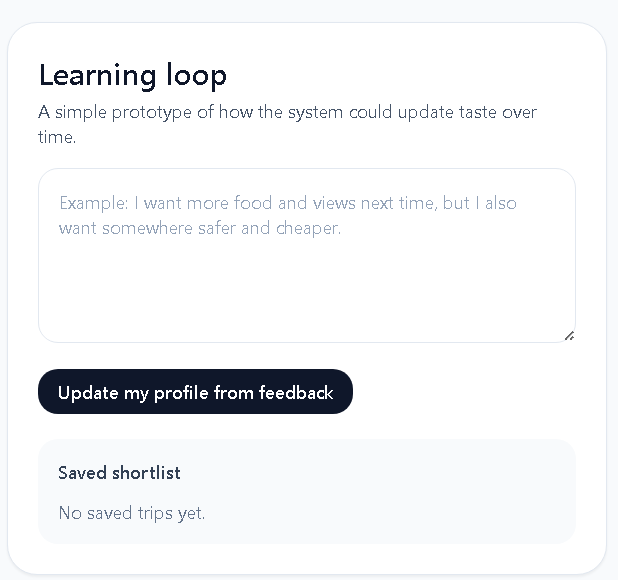 Learning loop
A simple prototype of how the system could update taste over
time.
Example: I want more food and views next time, but I also
want somewhere safer and cheaper.
Update my profile from feedback
Saved shortlist
No saved trips yet.